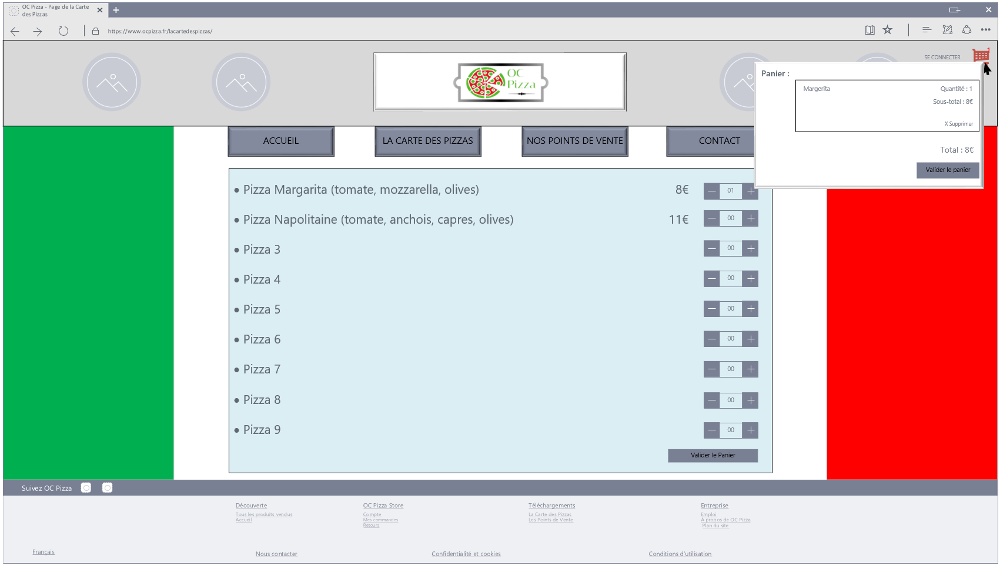 OC Pizza - Page de la Carte
des Pizzas
https://www.ocpizza.fr/lacartedespizzas/
SE CONNECTER
1
OC
Pizza
Panier :
Margerita
Quantité : 1
Sous-total : 8€
X Supprimer
Total : 8€
Valider le panier
ACCUEIL
LA CARTE DES PIZZAS
NOS POINTS DE VENTE
CONTACT
• Pizza Margarita (tomate, mozzarella, olives) 8€ 01
• Pizza Napolitaine (tomate, anchois, capres, olives) 11€ 00
• Pizza 3 00
• Pizza 4 00
• Pizza 5 00
• Pizza 6 00
• Pizza 7 00
• Pizza 8 00
• Pizza 9 00
Valider le Panier
Suivez OC Pizza
Découverte
Tous les produits vendus
Accueil
OC Pizza Store
Compte
Mes commandes
Retours
Téléchargements
La Carte des Pizzas
Les Points de Vente
Entreprise
Emploi
À propos de OC Pizza
Plan du site
Français
Nous contacter
Confidentialité et cookies
Conditions d'utilisation